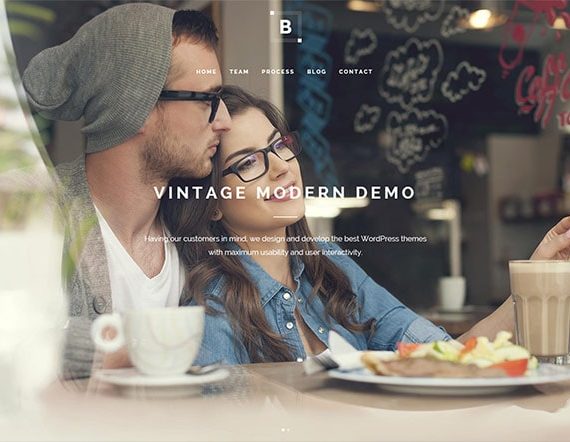 B
HOME TEAM PROCESS BLOG CONTACT
VINTAGE MODERN DEMO
Having our customers in mind, we design and develop the best WordPress themes
with maximum usability and user interactivity.